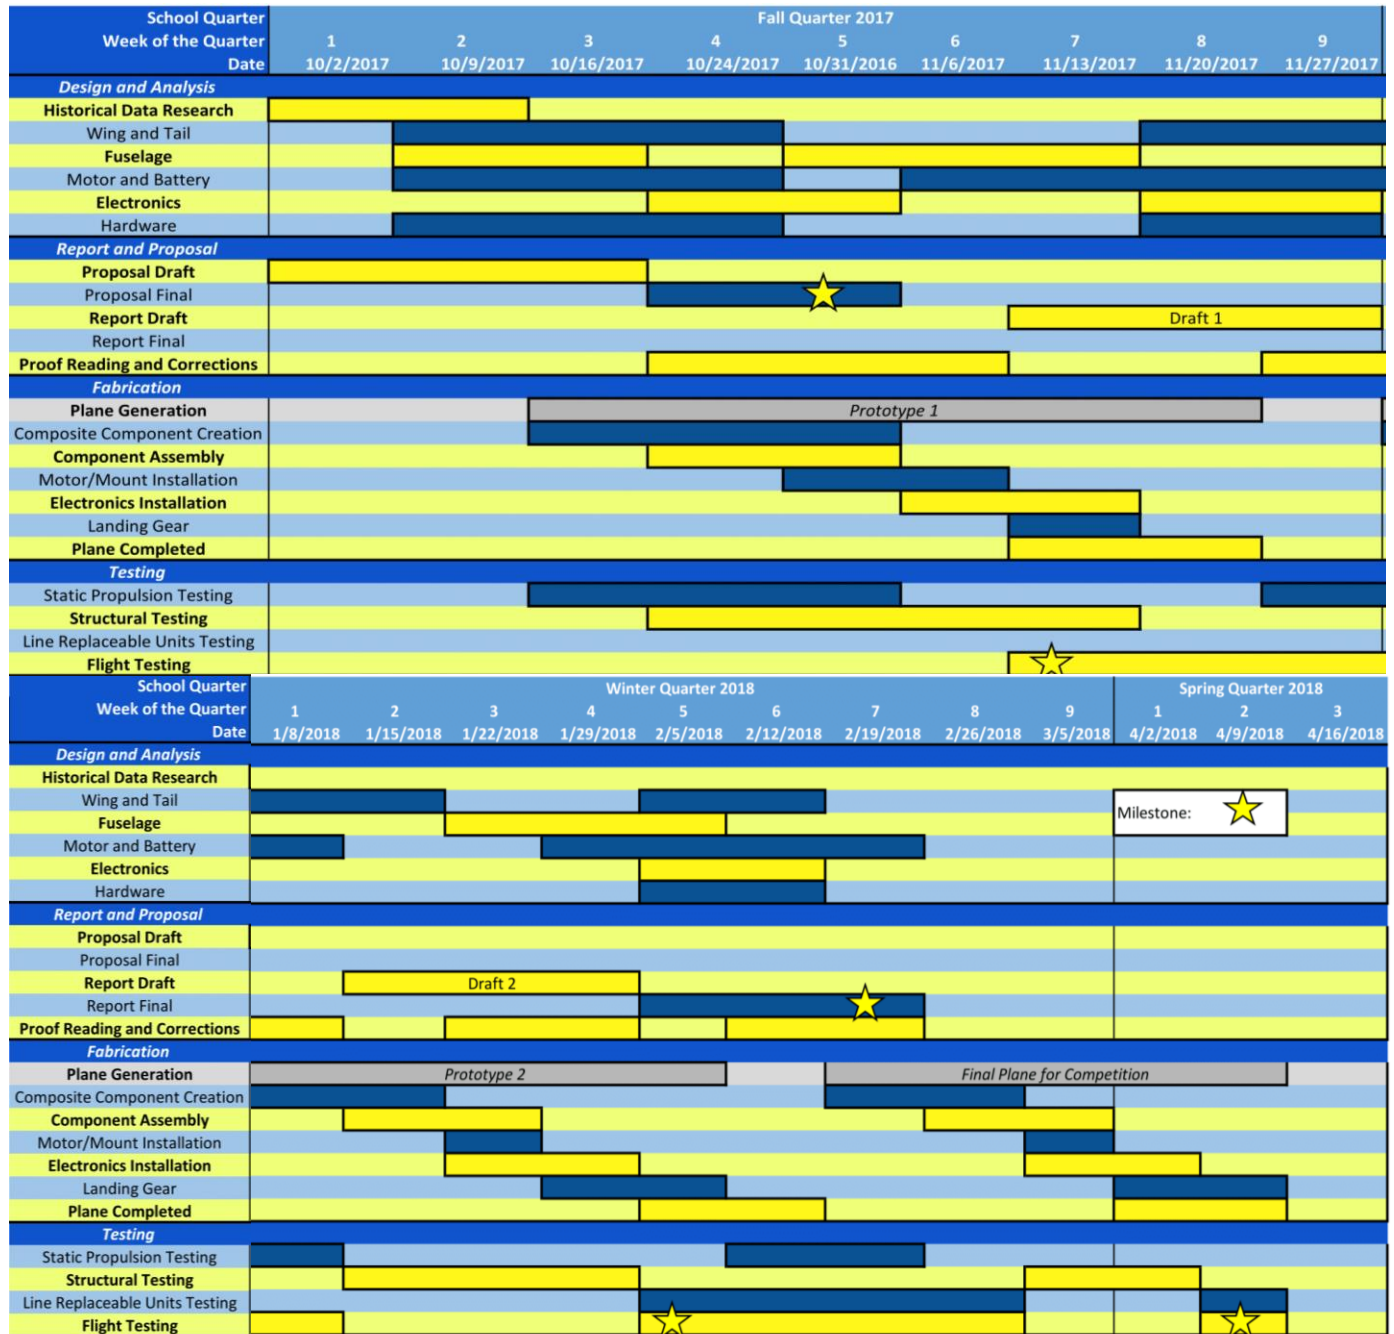 School Quarter Fall Quarter 2017
Week of the Quarter 1 2 3 4 5 6 7 8 9
Date 10/2/2017 10/9/2017 10/16/2017 10/24/2017 10/31/2016 11/6/2017 11/13/2017 11/20/2017 11/27/2017
Design and Analysis
Historical Data Research
Wing and Tail
Fuselage
Motor and Battery
Electronics
Hardware
Report and Proposal
Proposal Draft
Proposal Final
Report Draft Draft 1
Report Final
Proof Reading and Corrections
Fabrication
Plane Generation Prototype 1
Composite Component Creation
Component Assembly
Motor/Mount Installation
Electronics Installation
Landing Gear
Plane Completed
Testing
Static Propulsion Testing
Structural Testing
Line Replaceable Units Testing
Flight Testing
School Quarter Winter Quarter 2018 Spring Quarter 2018
Week of the Quarter 1 2 3 4 5 6 7 8 9 1 2 3
Date 1/8/2018 1/15/2018 1/22/2018 1/29/2018 2/5/2018 2/12/2018 2/19/2018 2/26/2018 3/5/2018 4/2/2018 4/9/2018 4/16/2018
Design and Analysis
Historical Data Research
Wing and Tail
Milestone:
Fuselage
Motor and Battery
Electronics
Hardware
Report and Proposal
Proposal Draft
Proposal Final
Report Draft Draft 2
Report Final
Proof Reading and Corrections
Fabrication
Plane Generation Prototype 2 Final Plane for Competition
Composite Component Creation
Component Assembly
Motor/Mount Installation
Electronics Installation
Landing Gear
Plane Completed
Testing
Static Propulsion Testing
Structural Testing
Line Replaceable Units Testing
Flight Testing